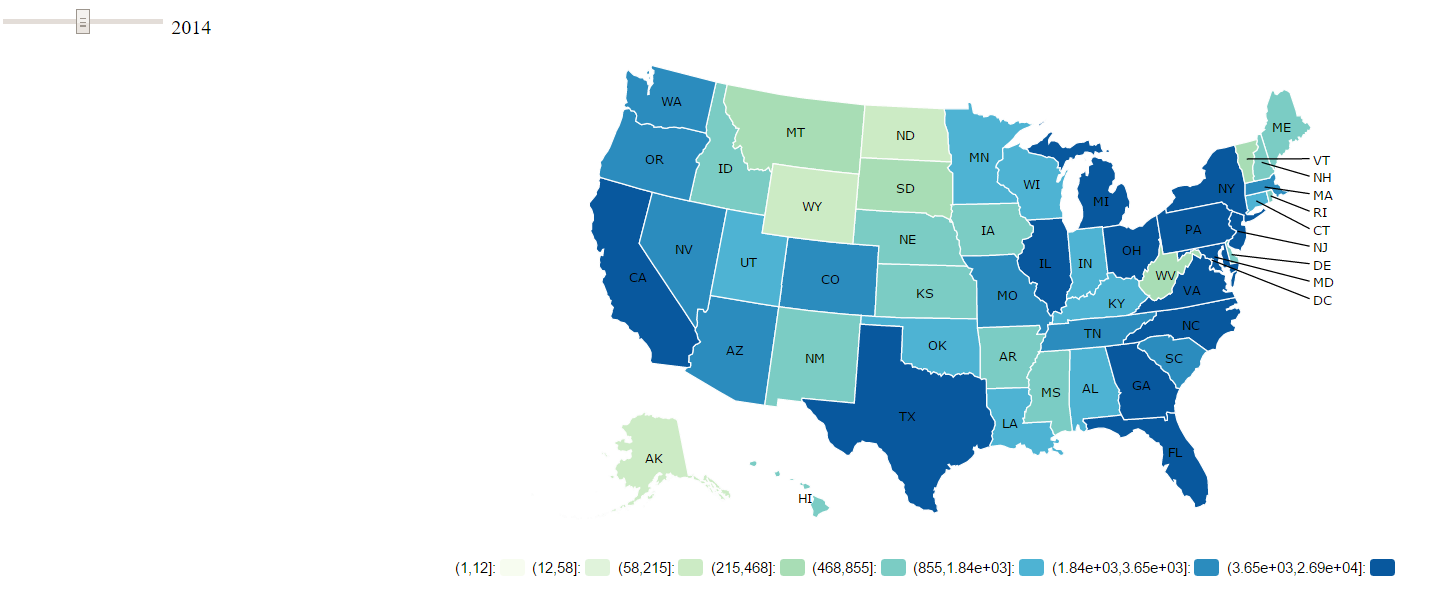 2014
WA
MT
ND
MN
ME
OR
ID
SD
WI
VT
NH
WY
NY
MA
MI
RI
NE
IA
PA
CT
NV
UT
OH
NJ
CA
CO
IL
IN
WV
DE
KS
MO
KY
VA
MD
DC
AZ
NM
OK
TN
NC
AR
SC
MS
AL
GA
TX
LA
FL
AK
HI
(1,12]: (12,58]: (58,215]: (215,468]: (468,855]: (855,1.84e+03]: (1.84e+03,3.65e+03]: (3.65e+03,2.69e+04]: